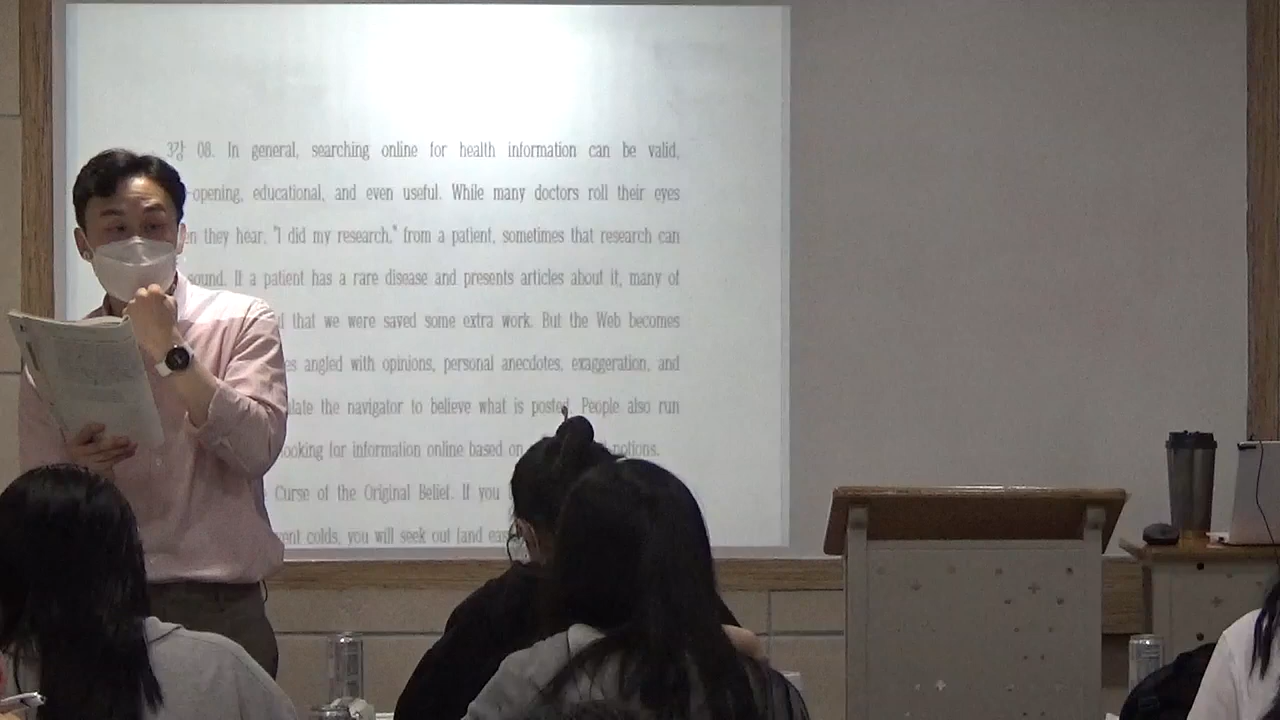 3강 08. In general, searching online for health information can be valid,
-opening, educational, and even useful. While many doctors roll their eyes
en they hear, "I did my research," from a patient, sometimes that research can
sound. If a patient has a rare disease and presents articles about it, many of
d that we were saved some extra work. But the Web becomes
es angled with opinions, personal anecdotes, exaggeration, and
late the navigator to believe what is posted. People also run
ooking for information online based on notions.
Curse of the Original Belief. If you
ent colds, you will seek out (and eas